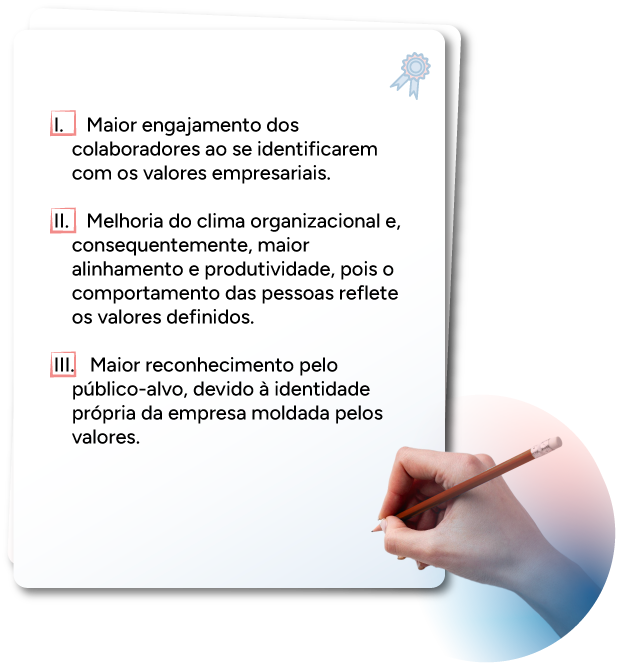 I. Maior engajamento dos
colaboradores ao se identificarem
com os valores empresariais.
II. Melhoria do clima organizacional e,
consequentemente, maior
alinhamento e produtividade, pois o
comportamento das pessoas reflete
os valores definidos.
III. Maior reconhecimento pelo
público-alvo, devido à identidade
própria da empresa moldada pelos
valores.